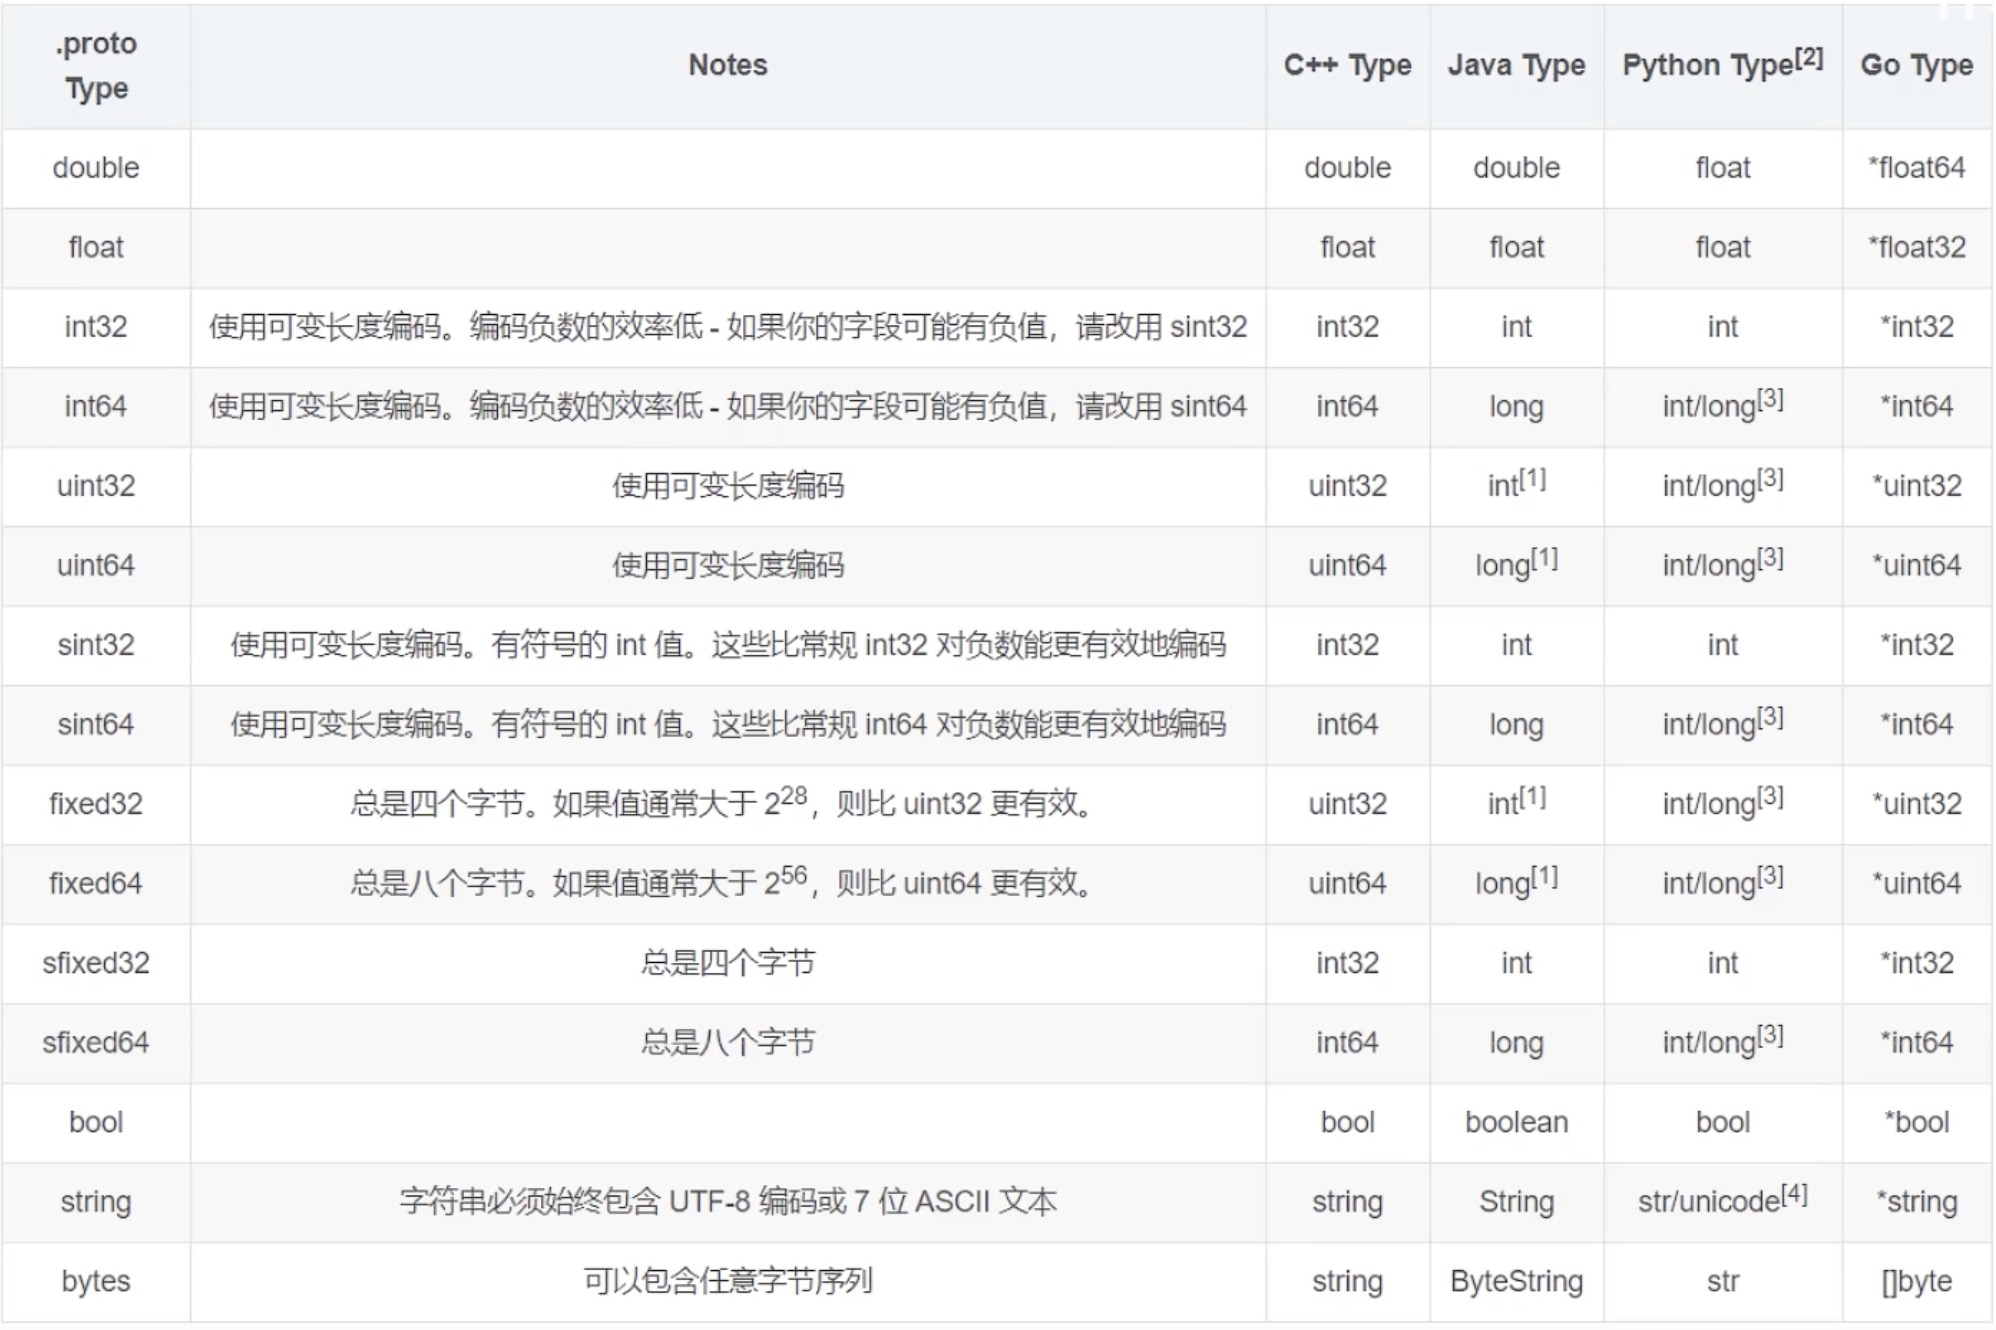 .proto Type	Notes	C++ Type	Java Type	Python Type[2]	Go Type
double		double	double	float	*float64
float		float	float	float	*float32
int32	使用可变长度编码。编码负数的效率低 - 如果你的字段可能有负值，请改用 sint32	int32	int	int	*int32
int64	使用可变长度编码。编码负数的效率低 - 如果你的字段可能有负值，请改用 sint64	int64	long	int/long[3]	*int64
uint32	使用可变长度编码	uint32	int[1]	int/long[3]	*uint32
uint64	使用可变长度编码	uint64	long[1]	int/long[3]	*uint64
sint32	使用可变长度编码。有符号的 int 值。这些比常规 int32 对负数能更有效地编码	int32	int	int	*int32
sint64	使用可变长度编码。有符号的 int 值。这些比常规 int64 对负数能更有效地编码	int64	long	int/long[3]	*int64
fixed32	总是四个字节。如果值通常大于 2^28，则比 uint32 更有效。	uint32	int[1]	int/long[3]	*uint32
fixed64	总是八个字节。如果值通常大于 2^56，则比 uint64 更有效。	uint64	long[1]	int/long[3]	*uint64
sfixed32	总是四个字节	int32	int	int	*int32
sfixed64	总是八个字节	int64	long	int/long[3]	*int64
bool		bool	boolean	bool	*bool
string	字符串必须始终包含 UTF-8 编码或 7 位 ASCII 文本	string	String	str/unicode[4]	*string
bytes	可以包含任意字节序列	string	ByteString	str	[]byte